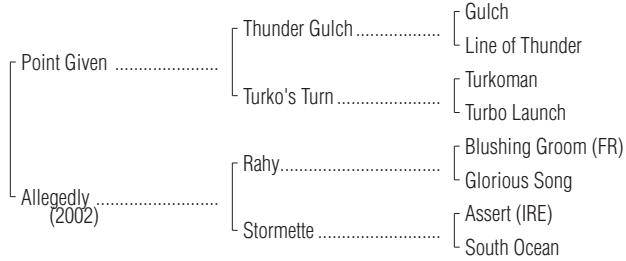 Gulch
Thunder Gulch
Line of Thunder
Point Given
Turkoman
Turko's Turn
Turbo Launch
Blushing Groom (FR)
Rahy
Glorious Song
Allegedly
(2002)
Assert (IRE)
Stormette
South Ocean